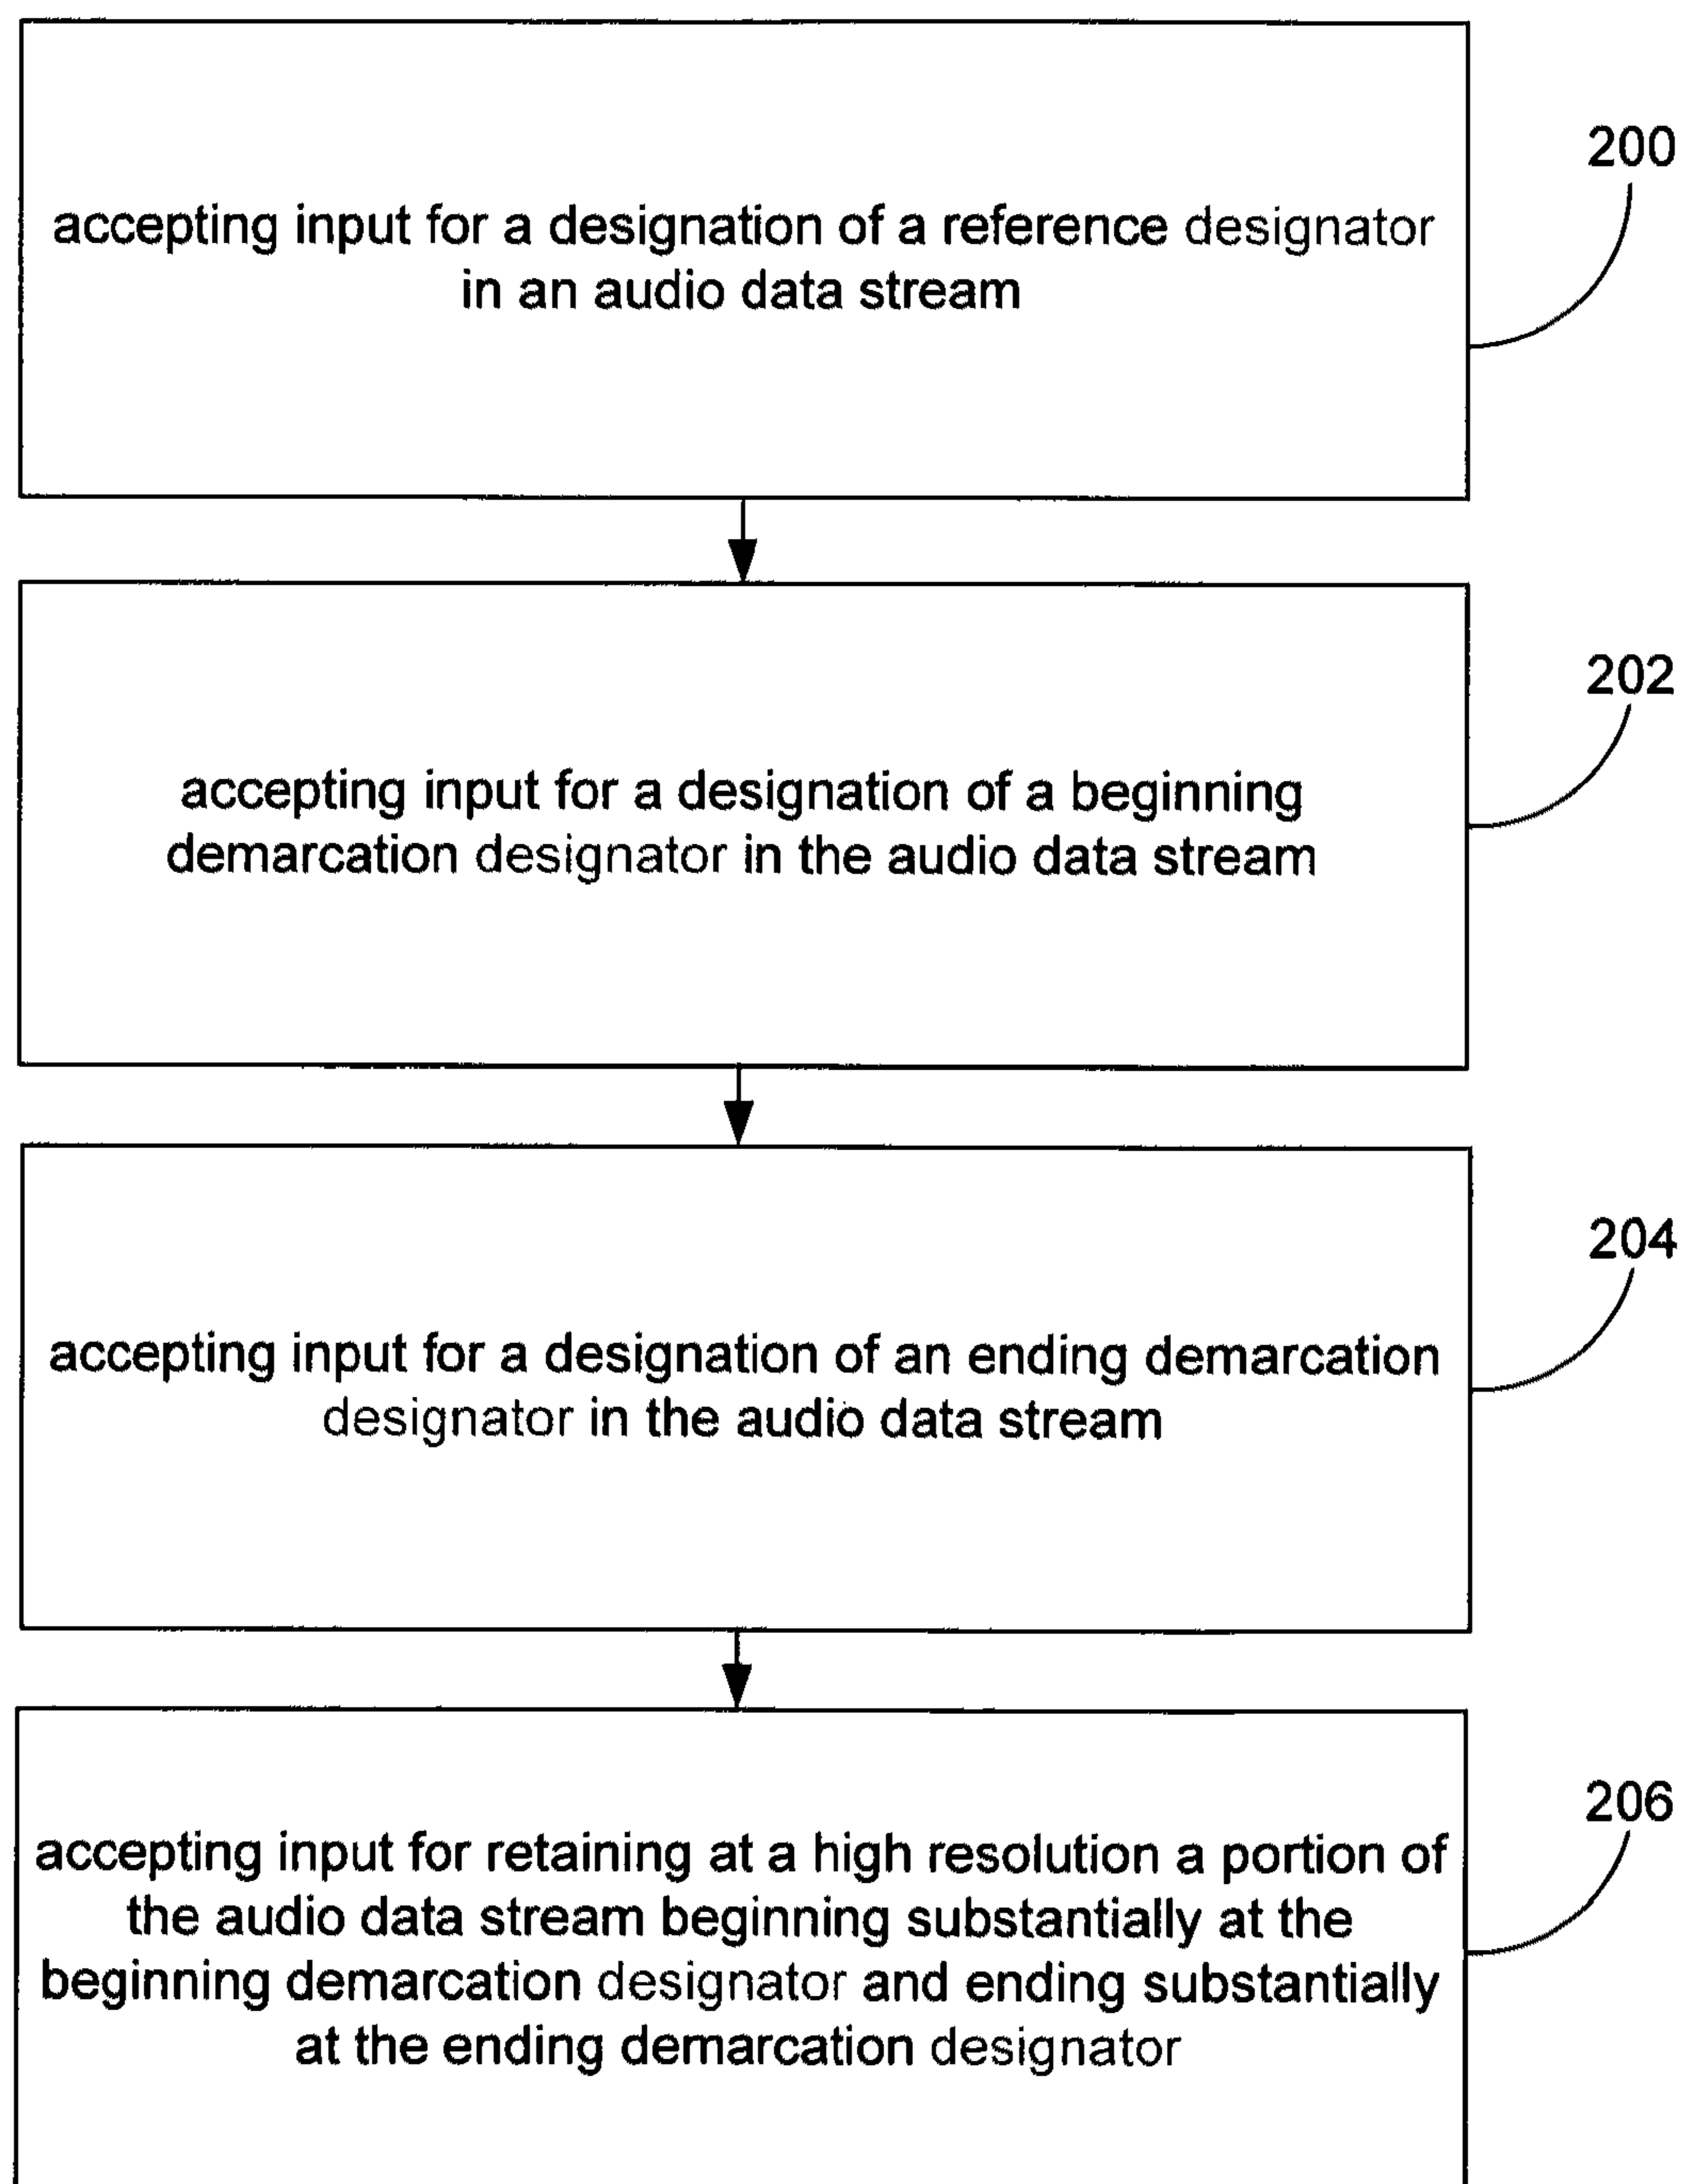 accepting input for a designation of a reference designator
in an audio data stream
200
accepting input for a designation of a beginning
demarcation designator in the audio data stream
202
accepting input for a designation of an ending demarcation
designator in the audio data stream
204
accepting input for retaining at a high resolution a portion of
the audio data stream beginning substantially at the
beginning demarcation designator and ending substantially
at the ending demarcation designator
206